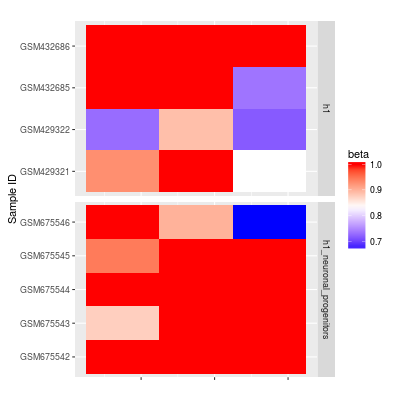 GSM432686
GSM432685
GSM429322
GSM429321
h1
GSM675546
GSM675545
GSM675544
GSM675543
GSM675542
h1_neuronal_progenitors
Sample ID
beta
1.0
0.9
0.8
0.7